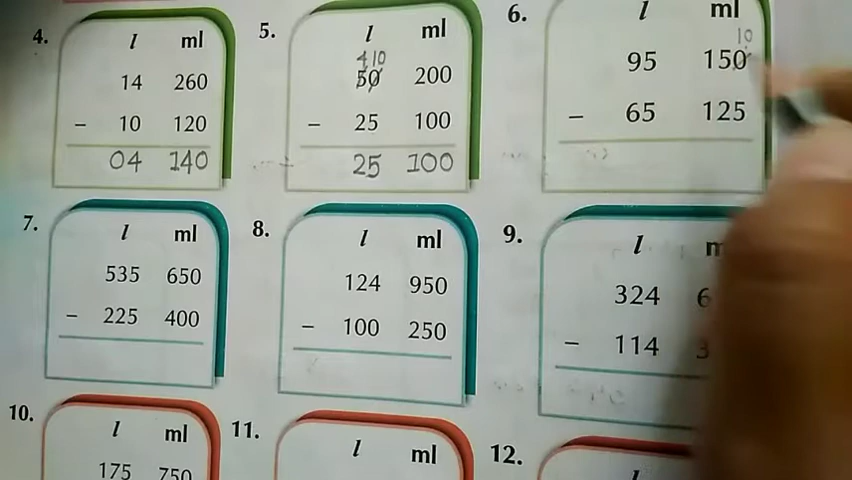 4.
l ml
14 260
– 10 120
04 140
5.
l ml
4 10
50 200
– 25 100
25 100
6.
l ml
10
95 150
– 65 125
7.
l ml
535 650
– 225 400
8.
l ml
124 950
– 100 250
9.
l
324 6
– 114 3
10.
l ml
175 750
11.
l ml
12.
l